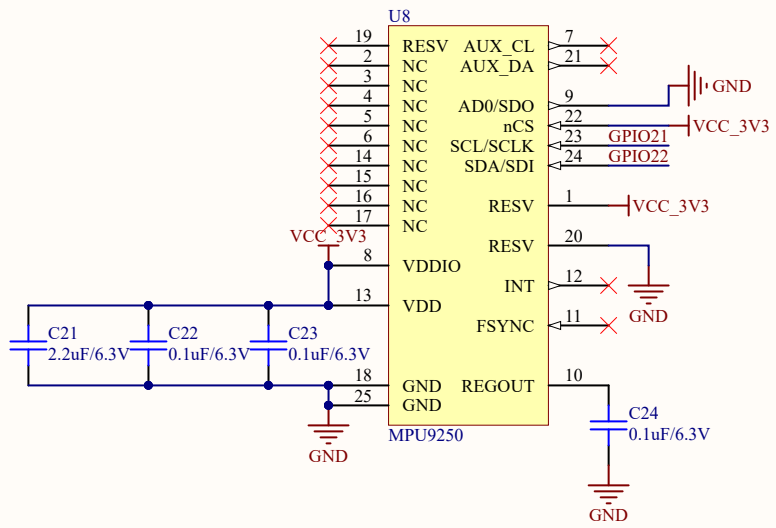 U8
19 RESV AUX_CL 7
2 NC AUX_DA 21
3 NC
4 NC AD0/SDO 9 GND
5 NC nCS 22 VCC_3V3
6 NC SCL/SCLK 23 GPIO21
14 NC SDA/SDI 24 GPIO22
15 NC
16 NC RESV 1 VCC_3V3
17 NC
VCC_3V3
RESV 20
8 VDDIO
INT 12
13 VDD
GND
FSYNC 11
C21
2.2uF/6.3V
C22
0.1uF/6.3V
C23
0.1uF/6.3V
18 GND REGOUT 10
25 GND
C24
0.1uF/6.3V
MPU9250
GND
GND